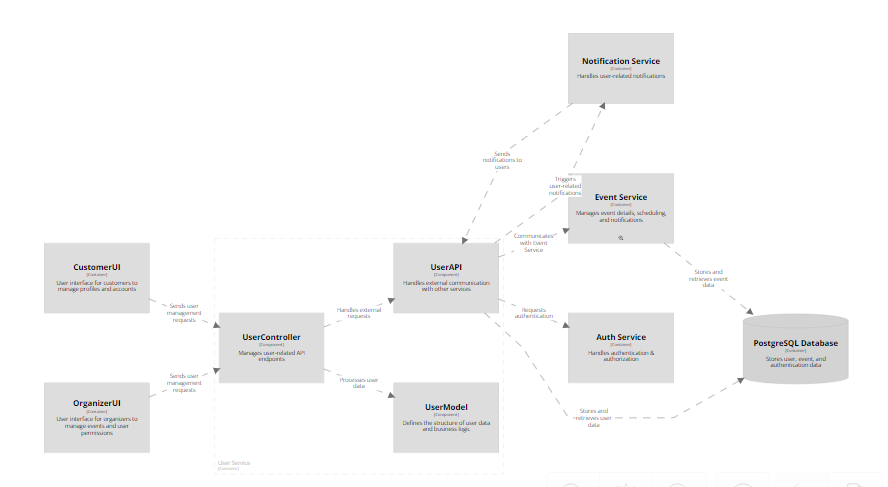 Notification Service
[Container]
Handles user-related notifications
Sends
notifications to
users
Triggers
user-related
notifications
Event Service
[Container]
Manages event details, scheduling,
and notifications
Communicates
with Event
Service
CustomerUI
[Container]
User interface for customers to
manage profiles and accounts
UserAPI
[Component]
Handles external communication
with other services
Stores and
retrieves event
data
Sends user
management
requests
Handles external
requests
Requests
authentication
UserController
[Component]
Manages user-related API
endpoints
Auth Service
[Container]
Handles authentication &
authorization
PostgreSQL Database
[Container]
Stores user, event, and
authentication data
Sends user
management
requests
Processes user
data
OrganizerUI
[Container]
User interface for organizers to
manage events and user
permissions
UserModel
[Component]
Defines the structure of user data
and business logic
Stores and
retrieves user
data
User Service
[Container]